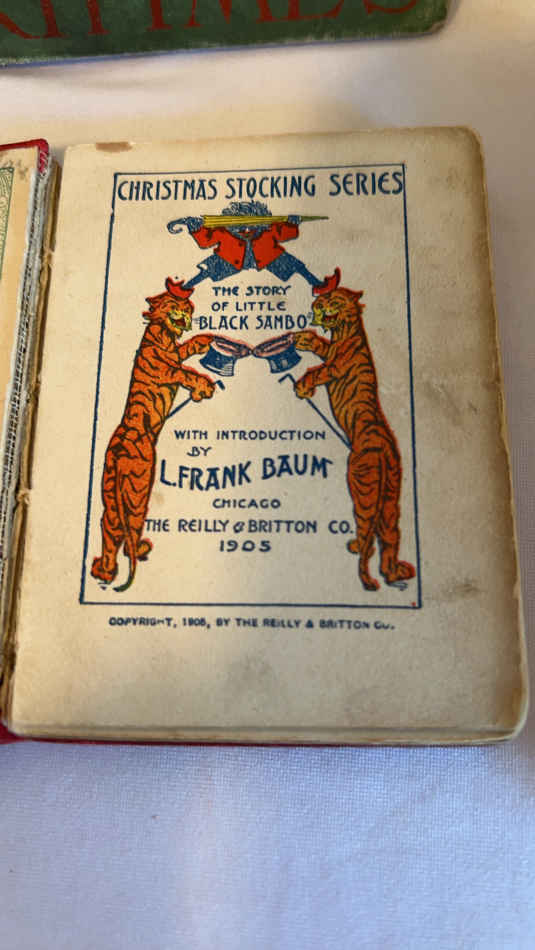 CHRISTMAS STOCKING SERIES
THE STORY
OF LITTLE
"BLACK SAMBO"
WITH INTRODUCTION
BY
L. FRANK BAUM
CHICAGO
THE REILLY & BRITTON CO.
1905
COPYRIGHT, 1905, BY THE REILLY & BRITTON CO.